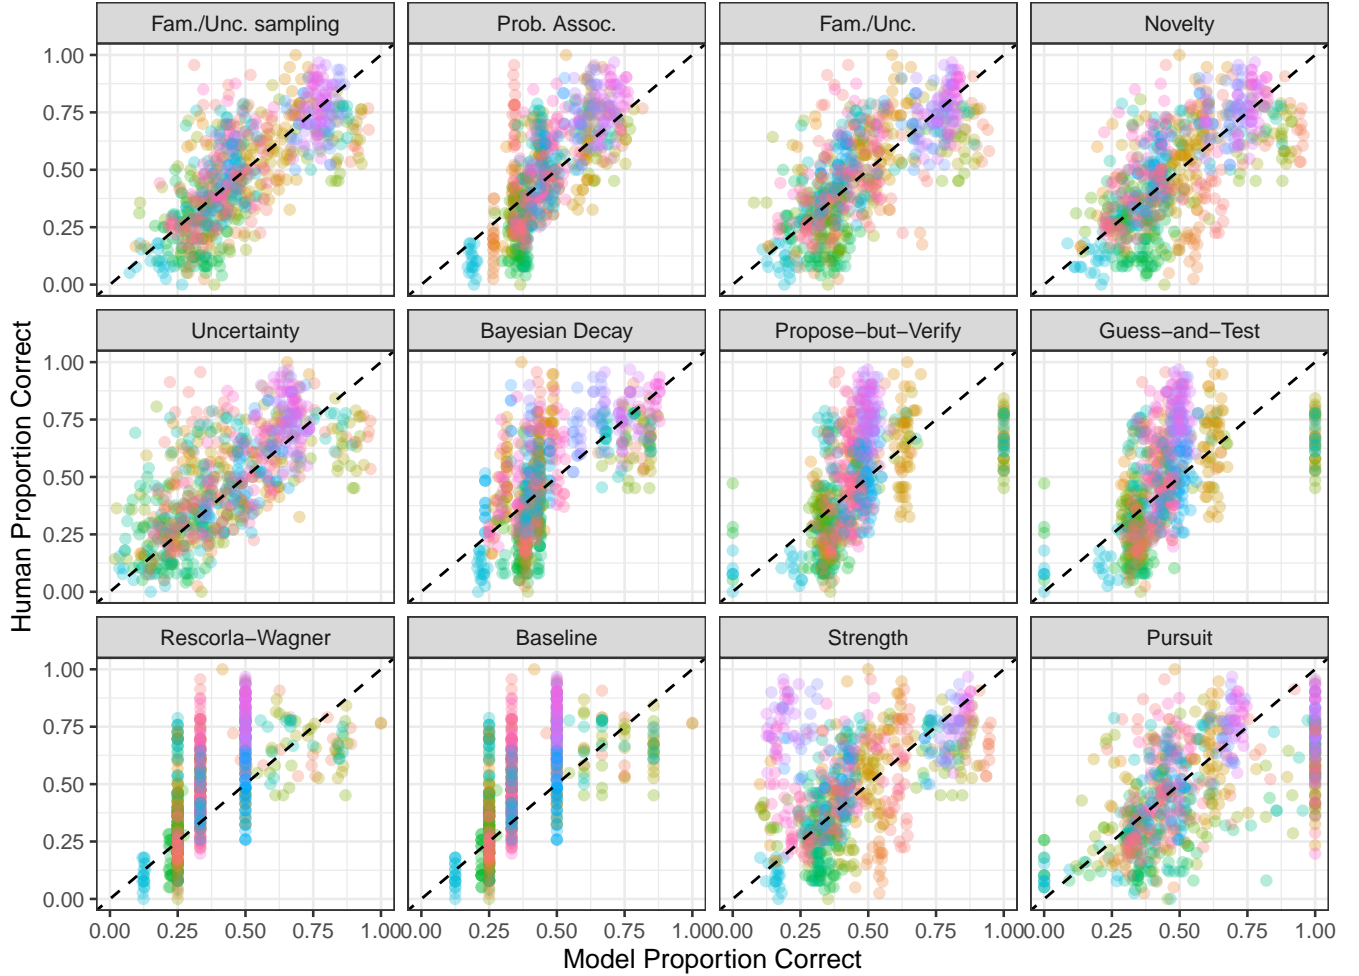 Fam./Unc. sampling Prob. Assoc. Fam./Unc. Novelty
1.00
0.75
0.50
0.25
0.00
Uncertainty Bayesian Decay Propose−but−Verify Guess−and−Test
1.00
0.75
0.50
0.25
0.00
Rescorla−Wagner Baseline Strength Pursuit
1.00
0.75
0.50
0.25
0.00
0.00 0.25 0.50 0.75 1.00 0.00 0.25 0.50 0.75 1.00 0.00 0.25 0.50 0.75 1.00 0.00 0.25 0.50 0.75 1.00
Model Proportion Correct
Human Proportion Correct